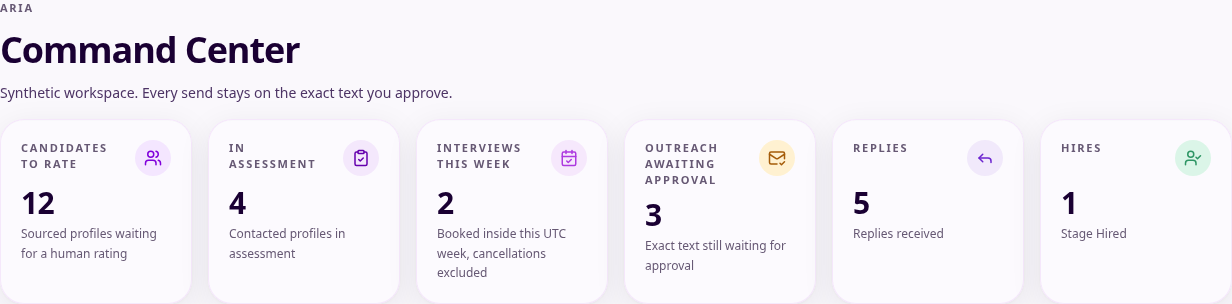 ARIA
Command Center
Synthetic workspace. Every send stays on the exact text you approve.
CANDIDATES
TO RATE
12
Sourced profiles waiting
for a human rating
IN
ASSESSMENT
4
Contacted profiles in
assessment
INTERVIEWS
THIS WEEK
2
Booked inside this UTC
week, cancellations
excluded
OUTREACH
AWAITING
APPROVAL
3
Exact text still waiting for
approval
REPLIES
5
Replies received
HIRES
1
Stage Hired